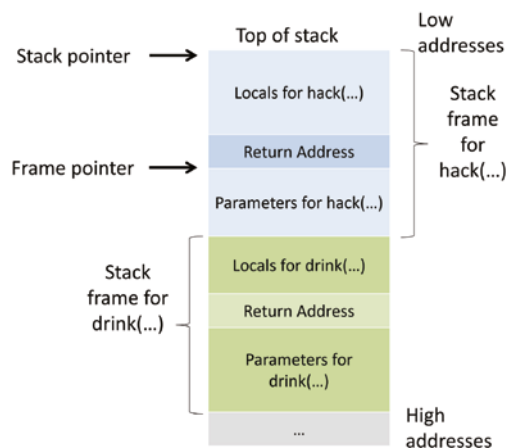 Top of stack
Low
addresses
Stack pointer
Locals for hack(...)
Stack
frame
for
hack(...)
Return Address
Frame pointer
Parameters for hack(...)
Stack
frame for
drink(...)
Locals for drink(...)
Return Address
Parameters for
drink(...)
...
High
addresses